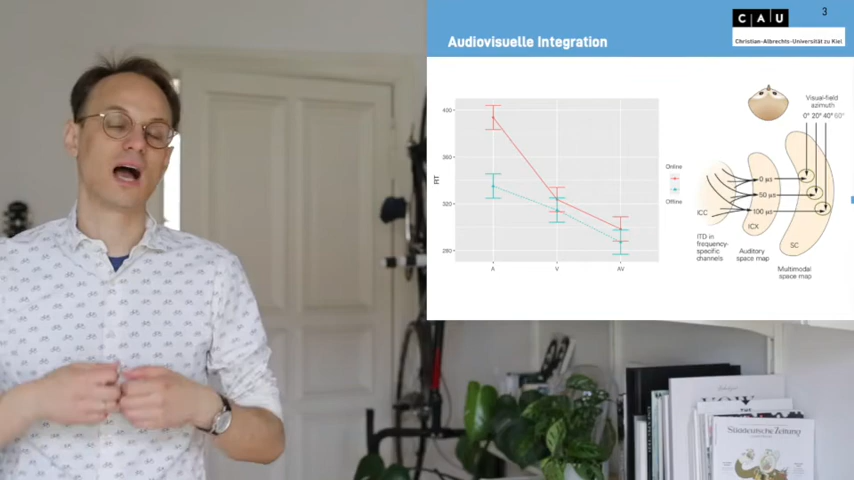 3
C A U
Christian-Albrechts-Universität zu Kiel
Audiovisuelle Integration
400
360
320
280
RT
A
V
AV
Online
Offline
Visual-field
azimuth
0° 20° 40° 60°
0 µs
50 µs
100 µs
ICC
ICX
SC
ITD in
frequency-
specific
channels
Auditory
space map
Multimodal
space map
Süddeutsche Zeitung